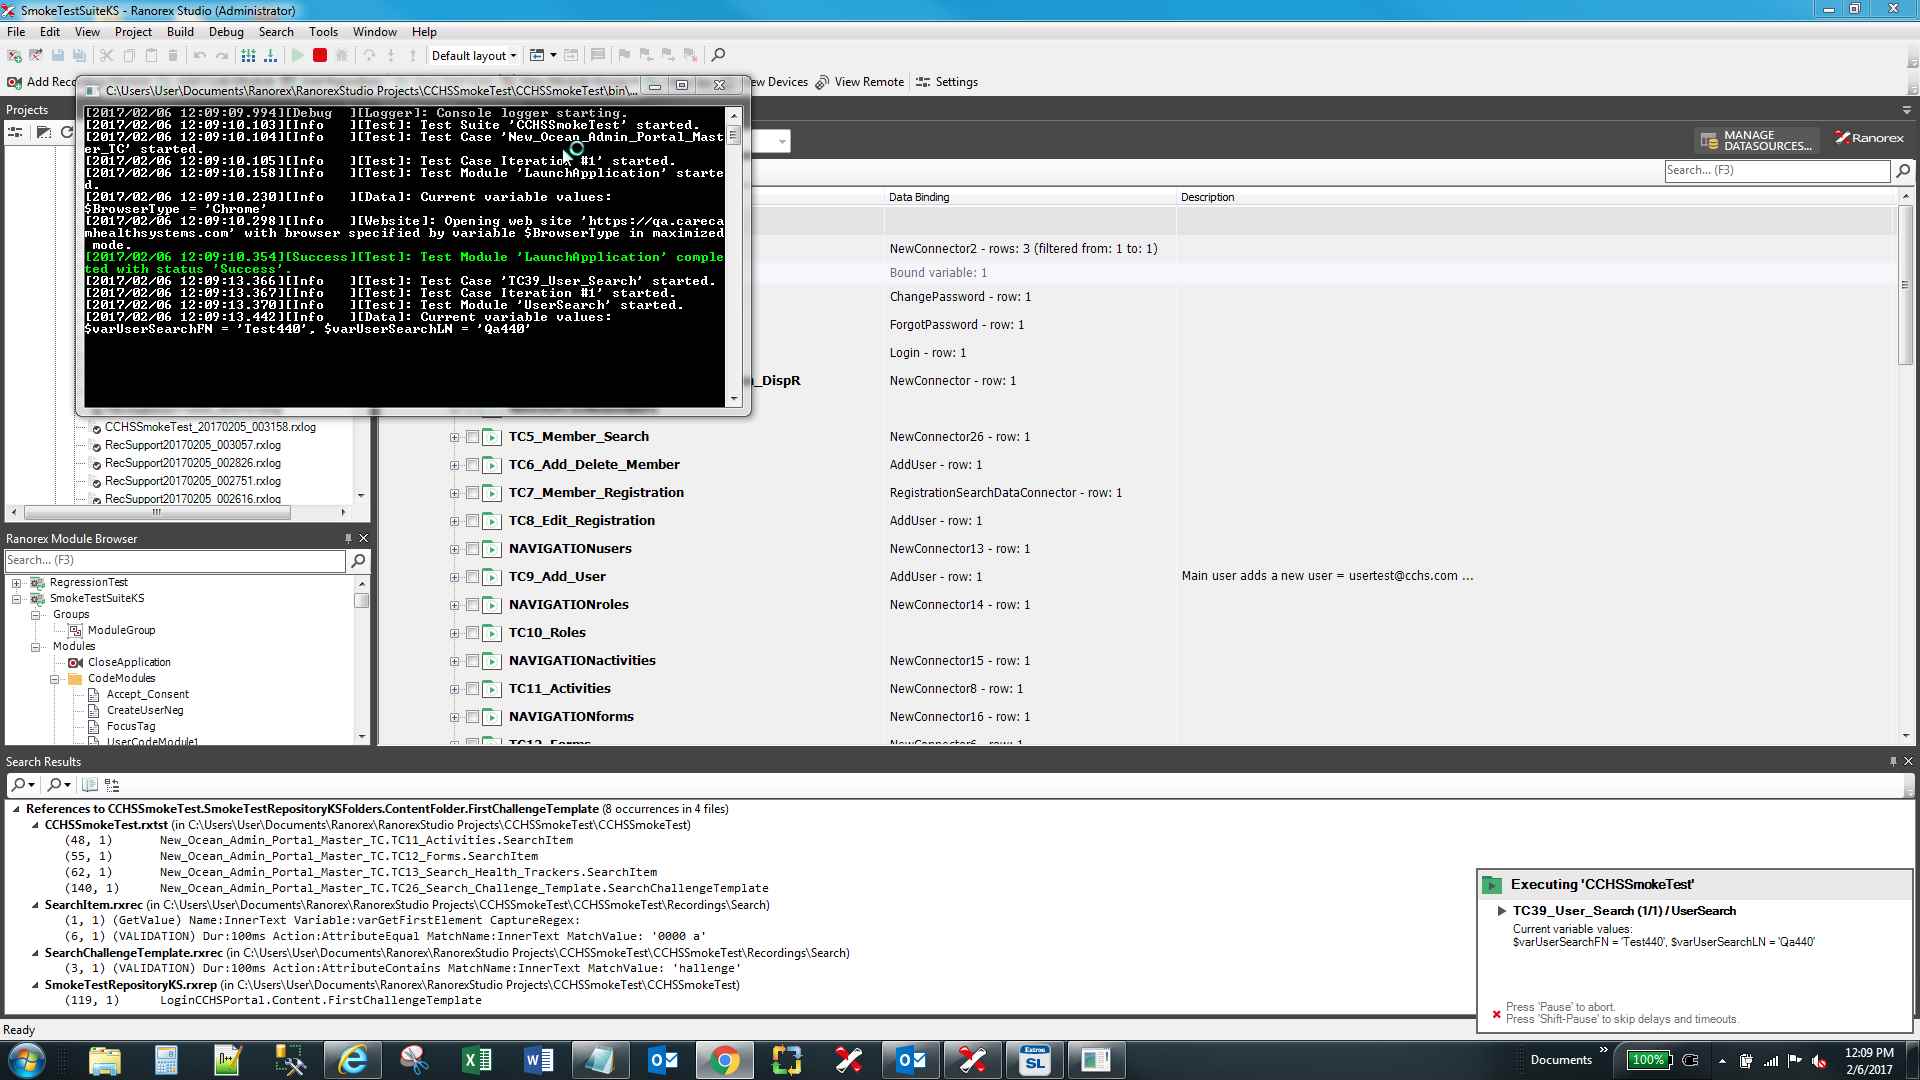 SmokeTestSuiteKS - Ranorex Studio (Administrator)
File Edit View Project Build Debug Search Tools Window Help
Default layout
Add Rec
ew Devices View Remote Settings
C:\Users\User\Documents\Ranorex\RanorexStudio Projects\CCHSSmokeTest\CCHSSmokeTest\bin\...
[2017/02/06 12:09:09.994][Debug ][Logger]: Console logger starting.
[2017/02/06 12:09:10.103][Info ][Test]: Test Suite 'CCHSSmokeTest' started.
[2017/02/06 12:09:10.104][Info ][Test]: Test Case 'New_Ocean_Admin_Portal_Mast
er_TC' started.
[2017/02/06 12:09:10.105][Info ][Test]: Test Case Iteration #1' started.
[2017/02/06 12:09:10.158][Info ][Test]: Test Module 'LaunchApplication' starte
d.
[2017/02/06 12:09:10.230][Info ][Data]: Current variable values:
$BrowserType = 'Chrome'
[2017/02/06 12:09:10.298][Info ][Website]: Opening web site 'https://qa.careca
mhealthsystems.com' with browser specified by variable $BrowserType in maximized
mode.
[2017/02/06 12:09:10.354][Success][Test]: Test Module 'LaunchApplication' comple
ted with status 'Success'.
[2017/02/06 12:09:13.366][Info ][Test]: Test Case 'TC39_User_Search' started.
[2017/02/06 12:09:13.367][Info ][Test]: Test Case Iteration #1' started.
[2017/02/06 12:09:13.370][Info ][Test]: Test Module 'UserSearch' started.
[2017/02/06 12:09:13.442][Info ][Data]: Current variable values:
$varUserSearchFN = 'Test440', $varUserSearchLN = 'Qa440'
Projects
CCHSSmokeTest_20170205_003158.rxlog
RecSupport20170205_003057.rxlog
RecSupport20170205_002826.rxlog
RecSupport20170205_002751.rxlog
RecSupport20170205_002616.rxlog
Ranorex Module Browser
Search... (F3)
RegressionTest
SmokeTestSuiteKS
Groups
ModuleGroup
Modules
CloseApplication
CodeModules
Accept_Consent
CreateUserNeg
FocusTag
UserCodeModule1
MANAGE
DATASOURCES...
Ranorex
Search... (F3)
Data Binding Description
NewConnector2 - rows: 3 (filtered from: 1 to: 1)
Bound variable: 1
ChangePassword - row: 1
ForgotPassword - row: 1
Login - row: 1
_DispR NewConnector - row: 1
TC5_Member_Search NewConnector26 - row: 1
TC6_Add_Delete_Member AddUser - row: 1
TC7_Member_Registration RegistrationSearchDataConnector - row: 1
TC8_Edit_Registration AddUser - row: 1
NAVIGATIONusers NewConnector13 - row: 1
TC9_Add_User AddUser - row: 1 Main user adds a new user = usertest@cchs.com ...
NAVIGATIONroles NewConnector14 - row: 1
TC10_Roles
NAVIGATIONactivities NewConnector15 - row: 1
TC11_Activities NewConnector8 - row: 1
NAVIGATIONforms NewConnector16 - row: 1
TC12_Forms NewConnector6 - row: 1
Search Results
References to CCHSSmokeTest.SmokeTestRepositoryKSFolders.ContentFolder.FirstChallengeTemplate (8 occurrences in 4 files)
CCHSSmokeTest.rxtst (in C:\Users\User\Documents\Ranorex\RanorexStudio Projects\CCHSSmokeTest\CCHSSmokeTest)
(48, 1) New_Ocean_Admin_Portal_Master_TC.TC11_Activities.SearchItem
(55, 1) New_Ocean_Admin_Portal_Master_TC.TC12_Forms.SearchItem
(62, 1) New_Ocean_Admin_Portal_Master_TC.TC13_Search_Health_Trackers.SearchItem
(140, 1) New_Ocean_Admin_Portal_Master_TC.TC26_Search_Challenge_Template.SearchChallengeTemplate
SearchItem.rxrec (in C:\Users\User\Documents\Ranorex\RanorexStudio Projects\CCHSSmokeTest\CCHSSmokeTest\Recordings\Search)
(1, 1) (GetValue) Name:InnerText Variable:varGetFirstElement CaptureRegex:
(6, 1) (VALIDATION) Dur:100ms Action:AttributeEqual MatchName:InnerText MatchValue: '0000 a'
SearchChallengeTemplate.rxrec (in C:\Users\User\Documents\Ranorex\RanorexStudio Projects\CCHSSmokeTest\CCHSSmokeTest\Recordings\Search)
(3, 1) (VALIDATION) Dur:100ms Action:AttributeContains MatchName:InnerText MatchValue: 'hallenge'
SmokeTestRepositoryKS.rxrep (in C:\Users\User\Documents\Ranorex\RanorexStudio Projects\CCHSSmokeTest\CCHSSmokeTest)
(119, 1) LoginCCHSPortal.Content.FirstChallengeTemplate
Executing 'CCHSSmokeTest'
TC39_User_Search (1/1) / UserSearch
Current variable values:
$varUserSearchFN = 'Test440', $varUserSearchLN = 'Qa440'
Press 'Pause' to abort.
Press 'Shift-Pause' to skip delays and timeouts.
Ready
Extron
SL
Documents
100%
12:09 PM
2/6/2017